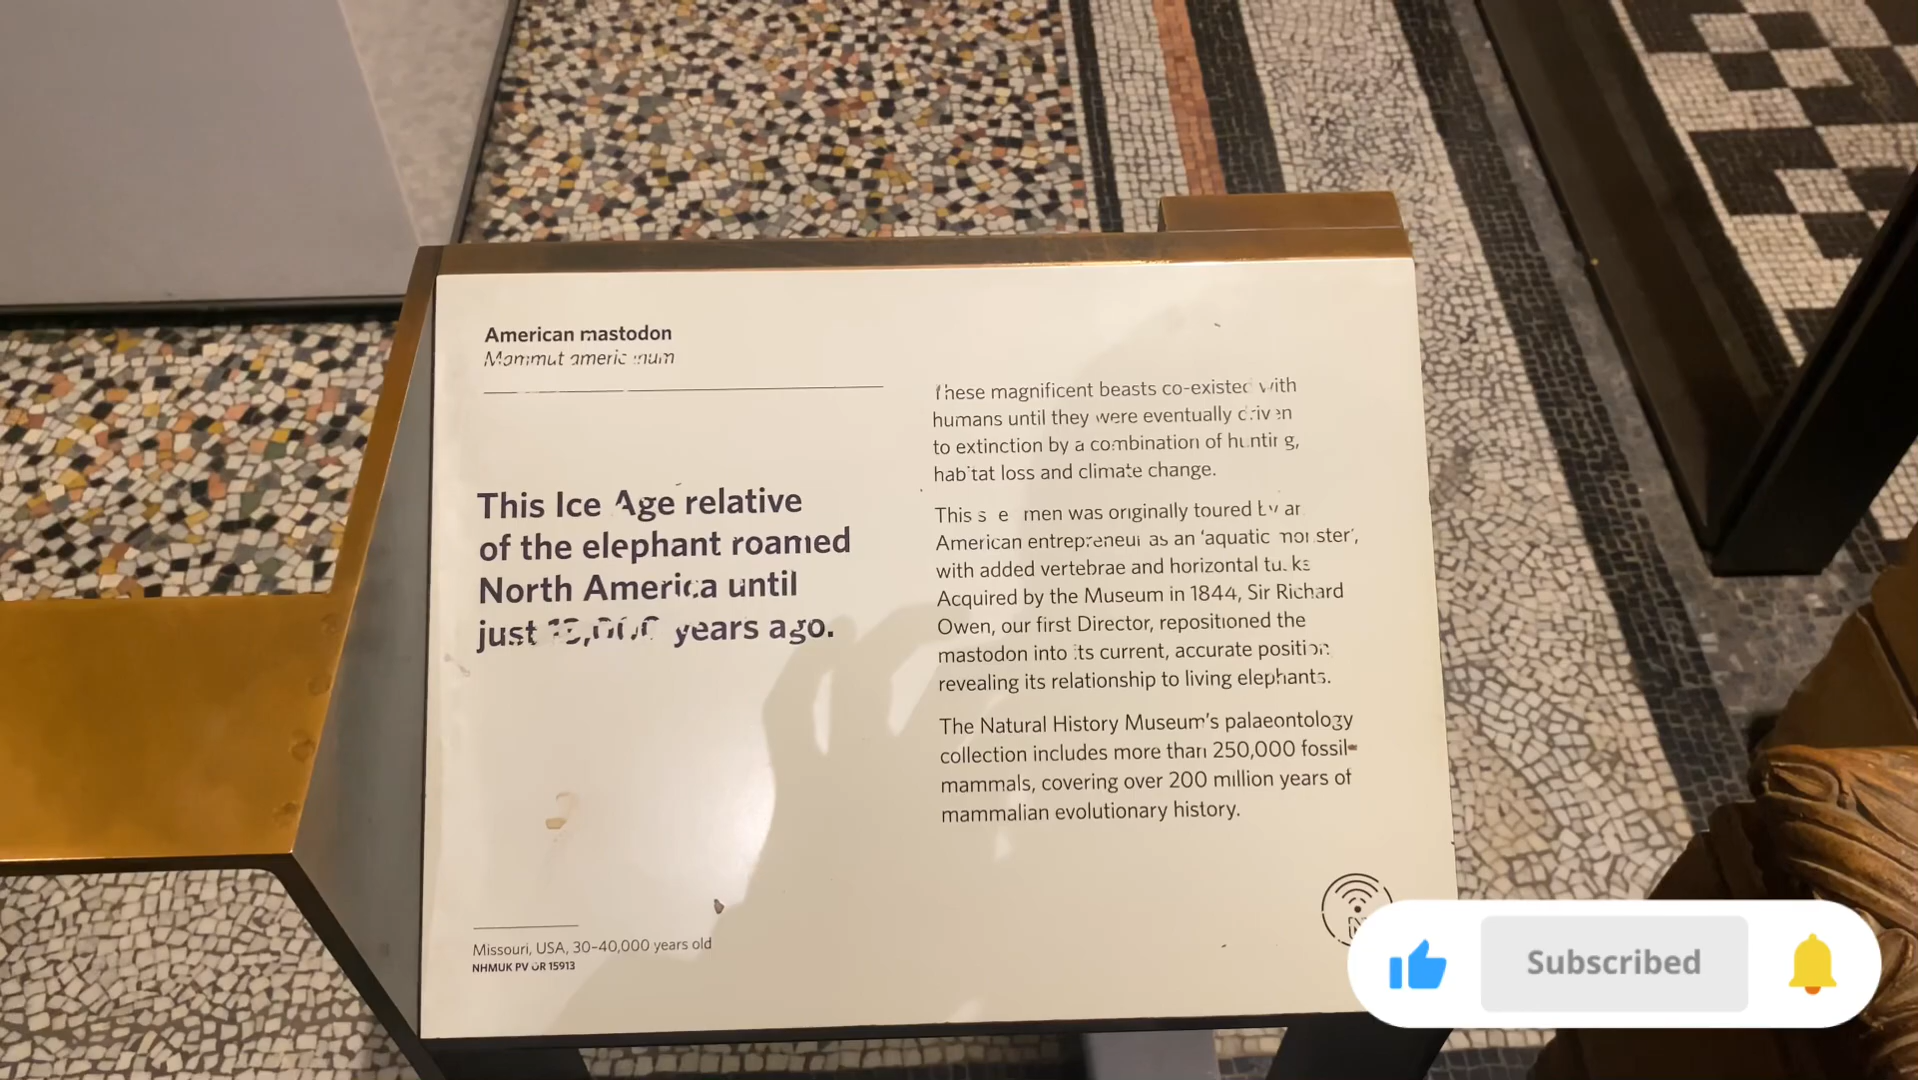 American mastodon
Mammut americanum
This Ice Age relative
of the elephant roamed
North America until
just years ago.
Missouri, USA, 30–40,000 years old
NHMUK PV OR 15913
These magnificent beasts co-existed with
humans until they were eventually driven
to extinction by a combination of hunting,
habitat loss and climate change.
This specimen was originally toured by an
American entrepreneur as an ‘aquatic monster’,
with added vertebrae and horizontal tusks
Acquired by the Museum in 1844, Sir Richard
Owen, our first Director, repositioned the
mastodon into its current, accurate position
revealing its relationship to living elephants.
The Natural History Museum’s palaeontology
collection includes more than 250,000 fossil
mammals, covering over 200 million years of
mammalian evolutionary history.
Subscribed